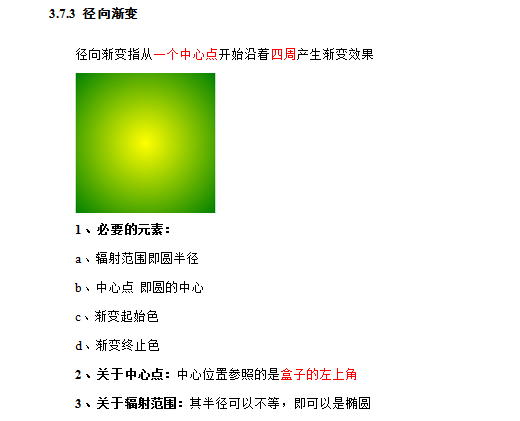 3.7.3 径向渐变
径向渐变指从一个中心点开始沿着四周产生渐变效果
1、必要的元素：
a、辐射范围即圆半径
b、中心点 即圆的中心
c、渐变起始色
d、渐变终止色
2、关于中心点：中心位置参照的是盒子的左上角
3、关于辐射范围：其半径可以不等，即可以是椭圆